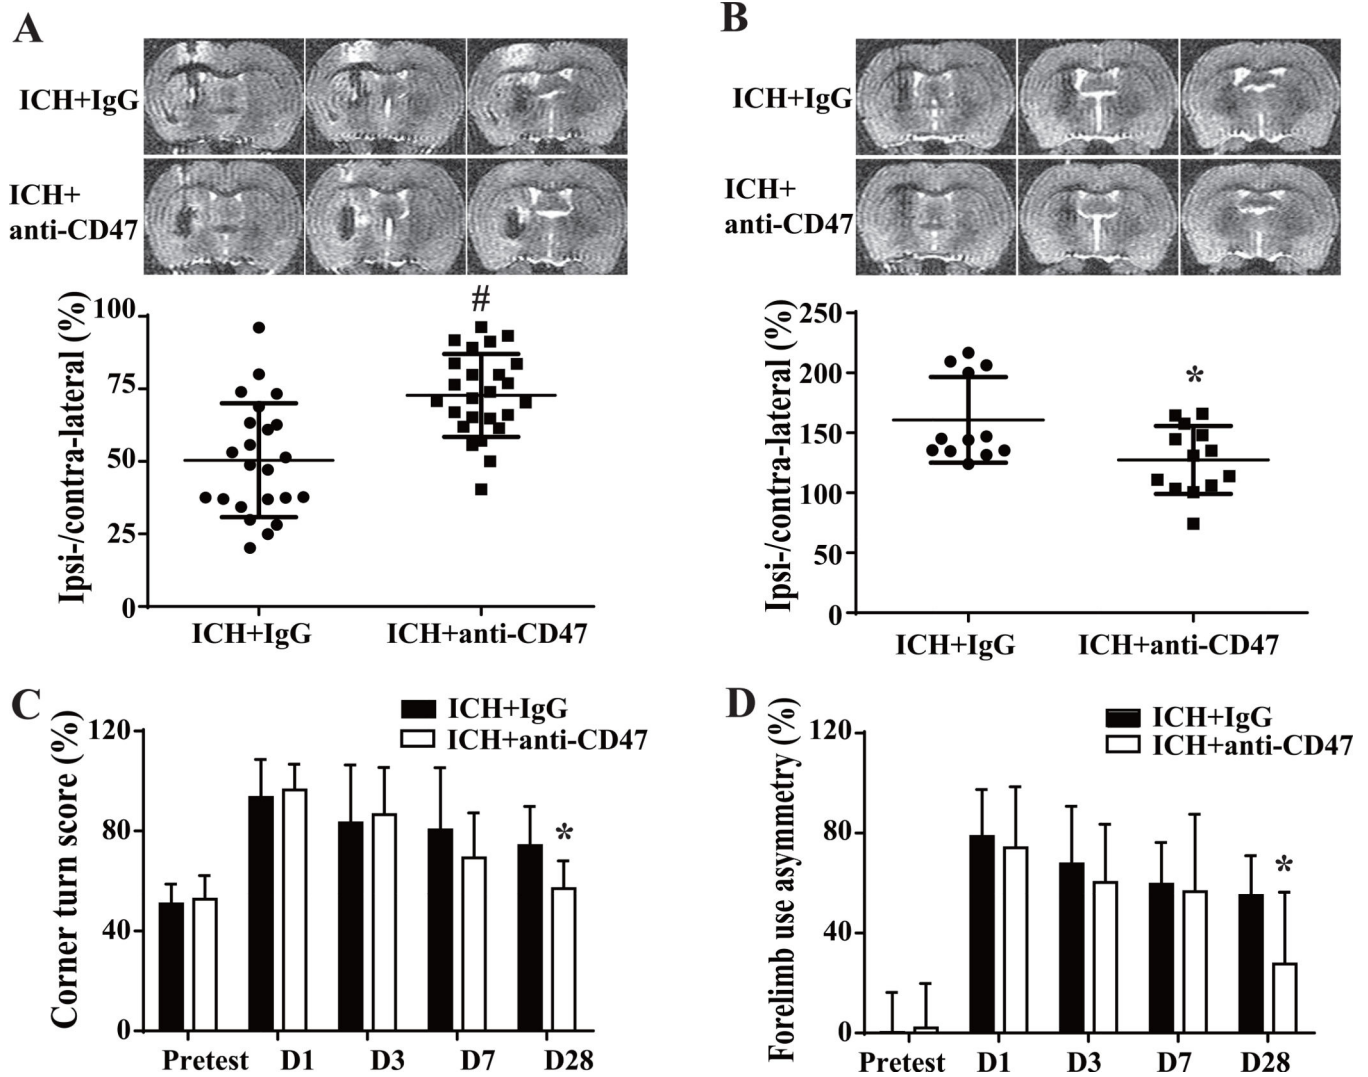 A
ICH+IgG
ICH+
anti-CD47
Ipsi-/contra-lateral (%)
100
75
50
25
0
#
ICH+IgG
ICH+anti-CD47
B
ICH+IgG
ICH+
anti-CD47
Ipsi-/contra-lateral (%)
250
200
150
100
50
0
*
ICH+IgG
ICH+anti-CD47
C
ICH+IgG
ICH+anti-CD47
Corner turn score (%)
120
80
40
0
*
Pretest
D1
D3
D7
D28
D
ICH+IgG
ICH+anti-CD47
Forelimb use asymmetry (%)
120
80
40
0
*
Pretest
D1
D3
D7
D28